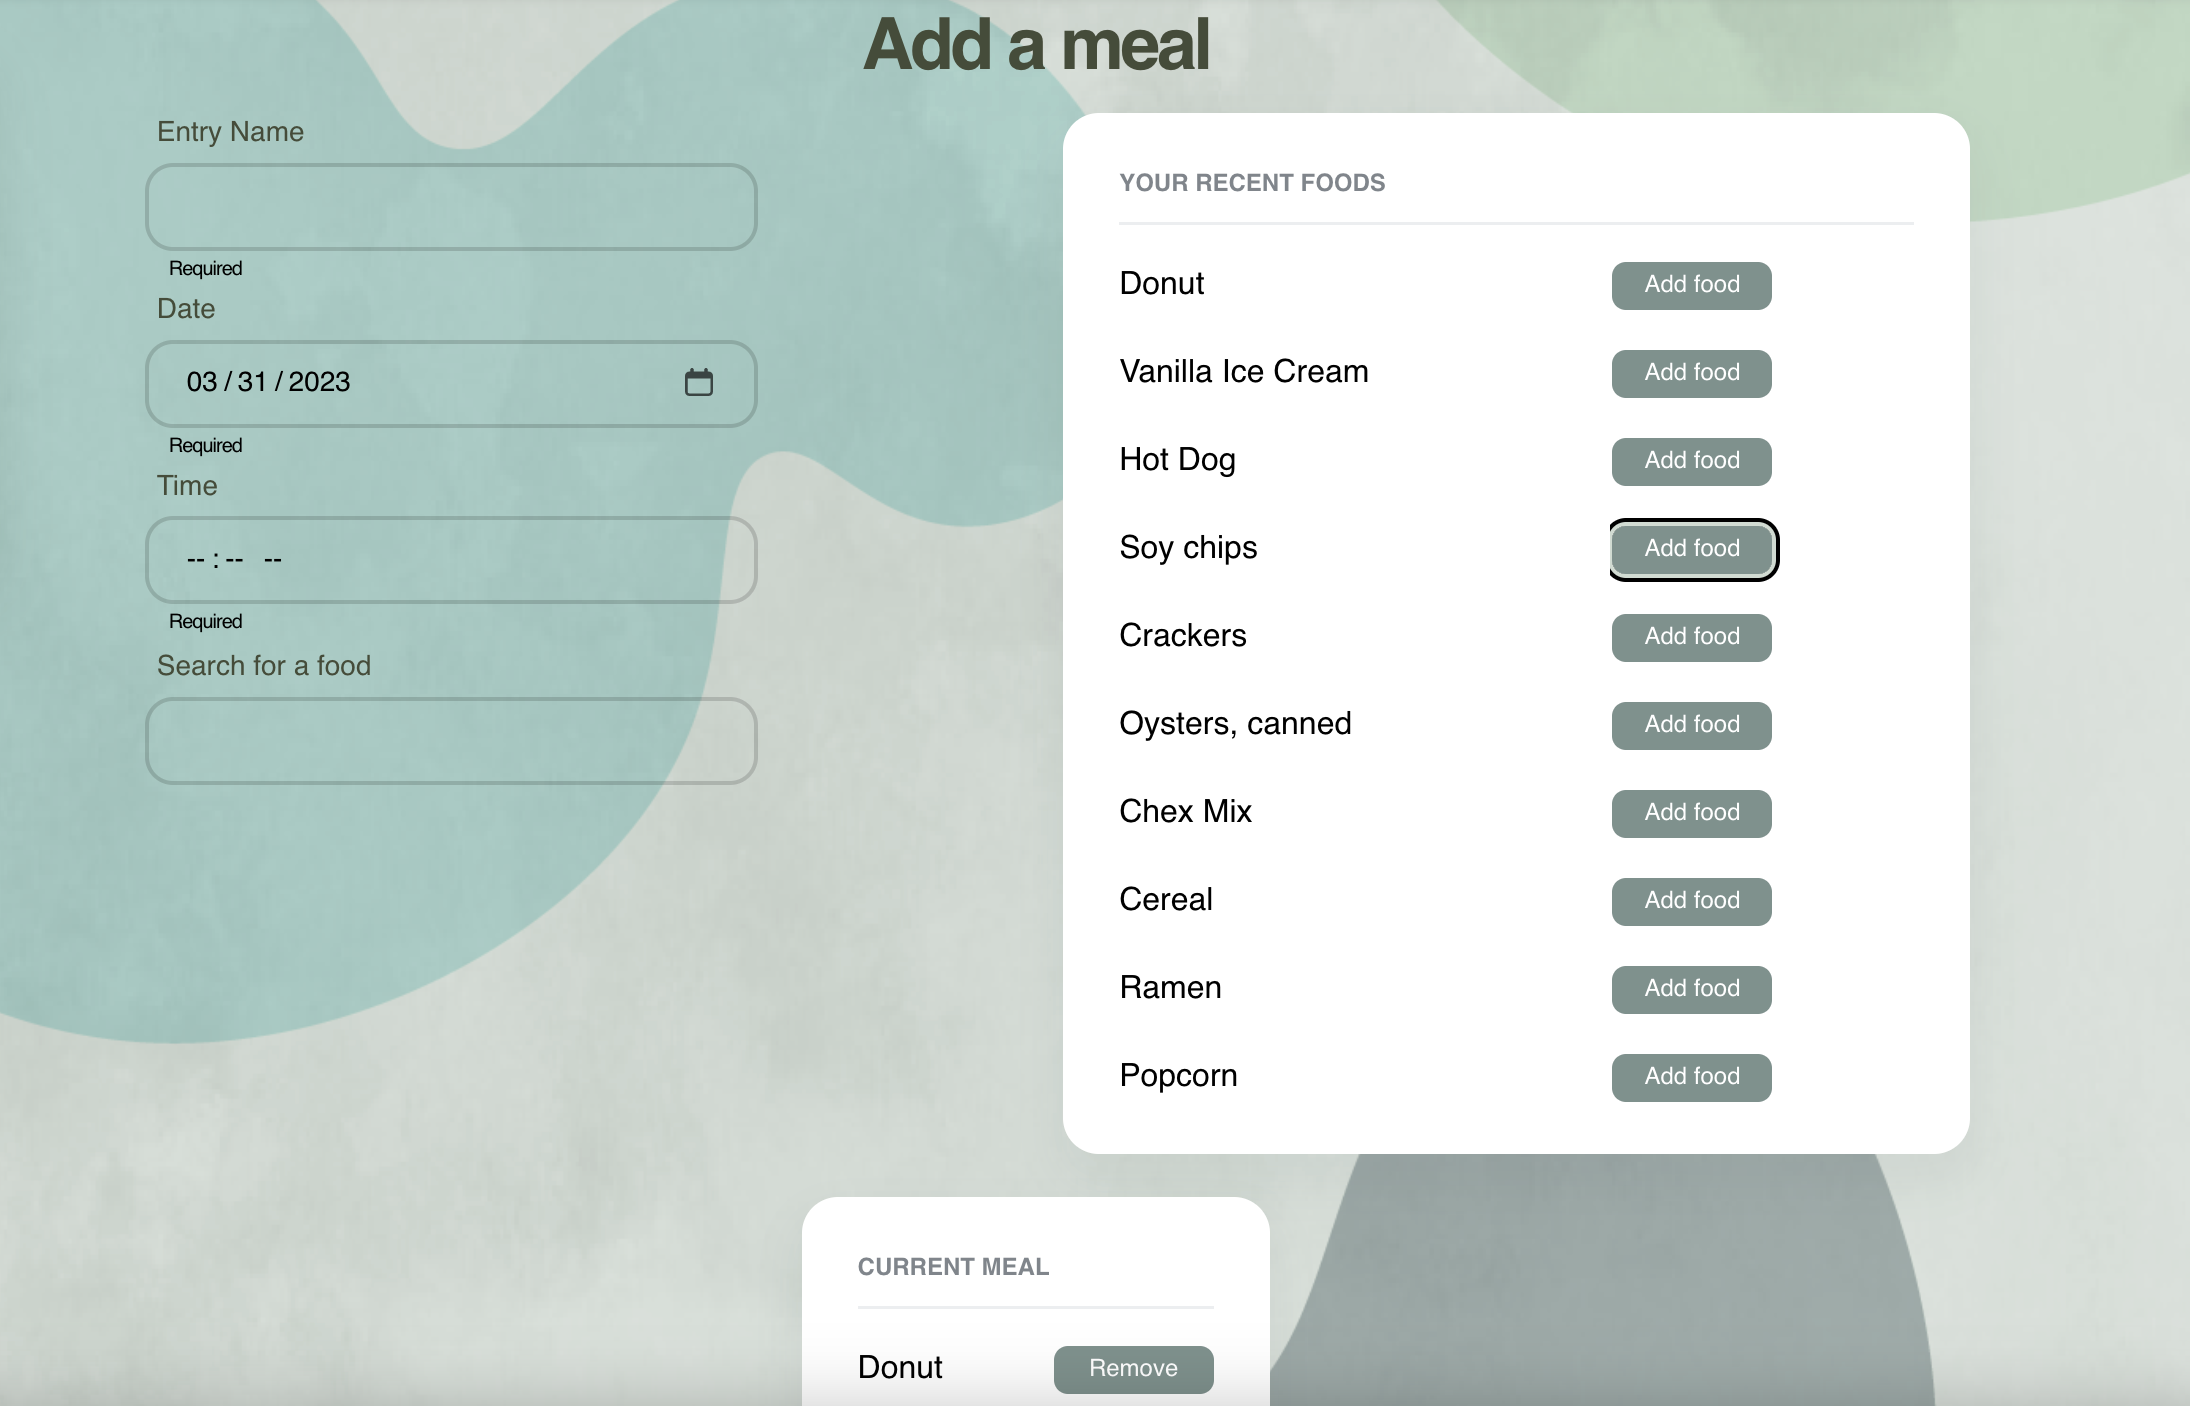 Add a meal
Entry Name
Required
Date
03 / 31 / 2023
Required
Time
-- : -- --
Required
Search for a food
YOUR RECENT FOODS
Donut Add food
Vanilla Ice Cream Add food
Hot Dog Add food
Soy chips Add food
Crackers Add food
Oysters, canned Add food
Chex Mix Add food
Cereal Add food
Ramen Add food
Popcorn Add food
CURRENT MEAL
Donut Remove